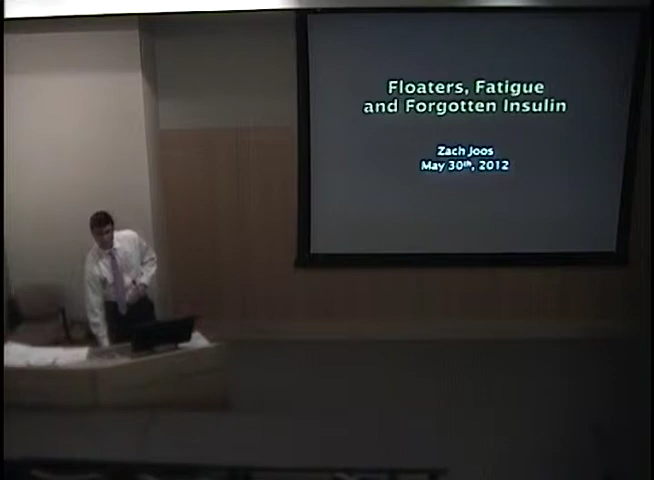 Floaters, Fatigue
and Forgotten Insulin
Zach Joos
May 30th, 2012